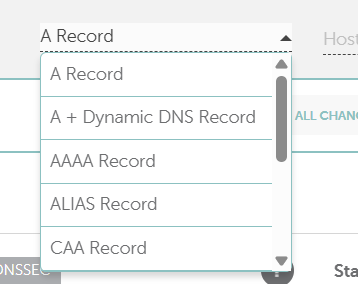 A Record
Host
A Record
A + Dynamic DNS Record
ALL CHANG
AAAA Record
ALIAS Record
CAA Record
DNSSEC
Sta